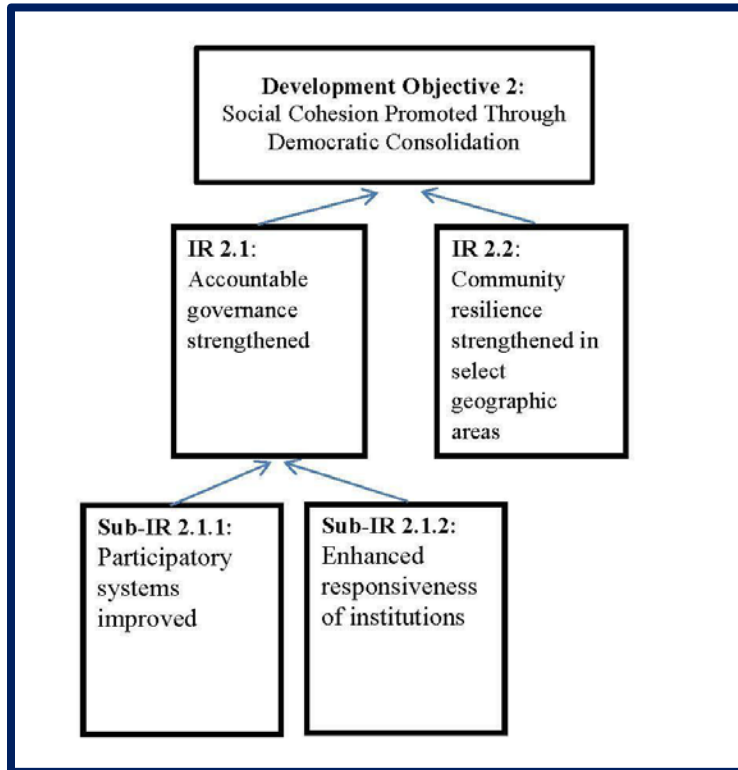 Development Objective 2:
Social Cohesion Promoted Through
Democratic Consolidation
IR 2.1:
Accountable
governance
strengthened
IR 2.2:
Community
resilience
strengthened in
select
geographic
areas
Sub-IR 2.1.1:
Participatory
systems
improved
Sub-IR 2.1.2:
Enhanced
responsiveness
of institutions